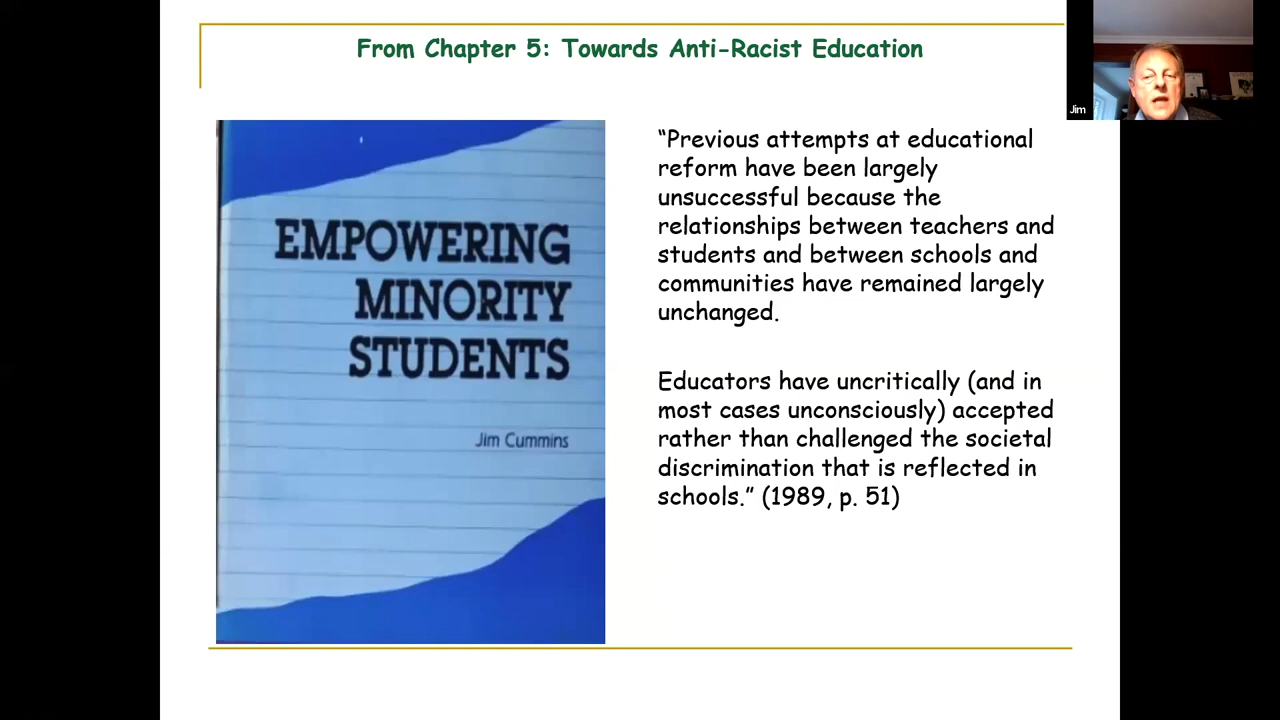 From Chapter 5: Towards Anti-Racist Education
Jim
EMPOWERING
MINORITY
STUDENTS
Jim Cummins
“Previous attempts at educational
reform have been largely
unsuccessful because the
relationships between teachers and
students and between schools and
communities have remained largely
unchanged.
Educators have uncritically (and in
most cases unconsciously) accepted
rather than challenged the societal
discrimination that is reflected in
schools.” (1989, p. 51)